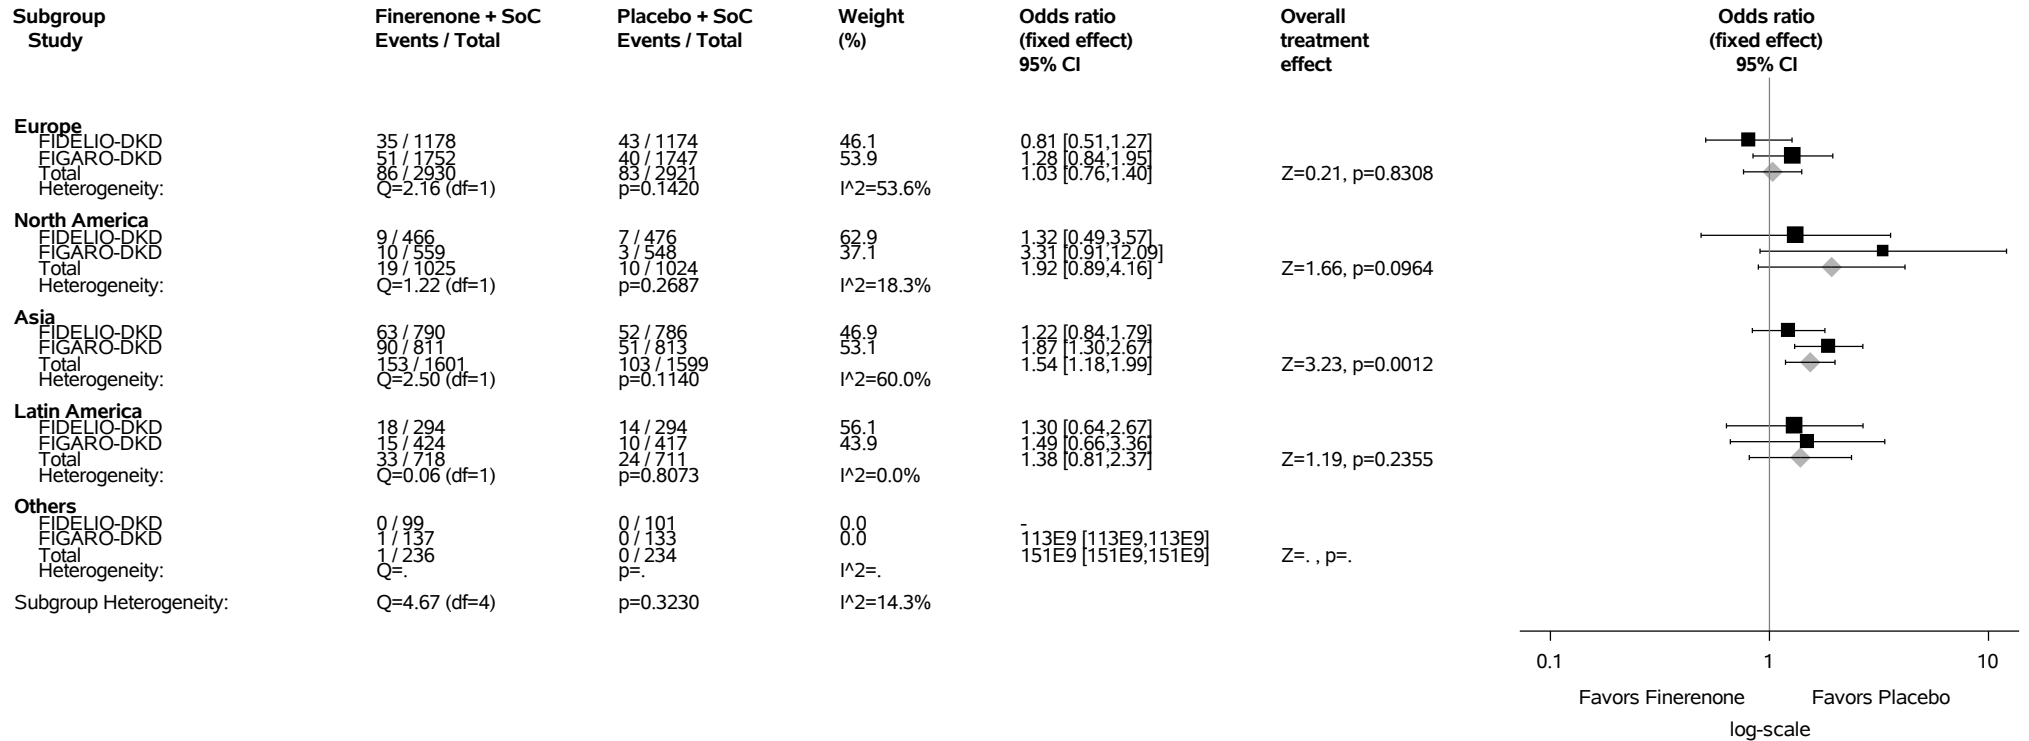 Subgroup Finerenone + SoC Placebo + SoC Weight Odds ratio Overall Odds ratio
Study Events / Total Events / Total (%) (fixed effect) treatment (fixed effect)
95% CI effect 95% CI
Europe
FIDELIO-DKD 35 / 1178 43 / 1174 46.1 0.81 [0.51,1.27]
FIGARO-DKD 51 / 1752 40 / 1747 53.9 1.28 [0.84,1.95]
Total 86 / 2930 83 / 2921 1.03 [0.76,1.40] Z=0.21, p=0.8308
Heterogeneity: Q=2.16 (df=1) p=0.1420 I^2=53.6%
North America
FIDELIO-DKD 9 / 466 7 / 476 62.9 1.32 [0.49,3.57]
FIGARO-DKD 10 / 559 3 / 548 37.1 3.31 [0.91,12.09]
Total 19 / 1025 10 / 1024 1.92 [0.89,4.16] Z=1.66, p=0.0964
Heterogeneity: Q=1.22 (df=1) p=0.2687 I^2=18.3%
Asia
FIDELIO-DKD 63 / 790 52 / 786 46.9 1.22 [0.84,1.79]
FIGARO-DKD 90 / 811 51 / 813 53.1 1.87 [1.30,2.67]
Total 153 / 1601 103 / 1599 1.54 [1.18,1.99] Z=3.23, p=0.0012
Heterogeneity: Q=2.50 (df=1) p=0.1140 I^2=60.0%
Latin America
FIDELIO-DKD 18 / 294 14 / 294 56.1 1.30 [0.64,2.67]
FIGARO-DKD 15 / 424 10 / 417 43.9 1.49 [0.66,3.36]
Total 33 / 718 24 / 711 1.38 [0.81,2.37] Z=1.19, p=0.2355
Heterogeneity: Q=0.06 (df=1) p=0.8073 I^2=0.0%
Others
FIDELIO-DKD 0 / 99 0 / 101 0.0 -
FIGARO-DKD 1 / 137 0 / 133 0.0 113E9 [113E9,113E9]
Total 1 / 236 0 / 234 151E9 [151E9,151E9] Z=. , p=.
Heterogeneity: Q=. p=. I^2=.
Subgroup Heterogeneity: Q=4.67 (df=4) p=0.3230 I^2=14.3%
0.1 1 10
Favors Finerenone Favors Placebo
log-scale